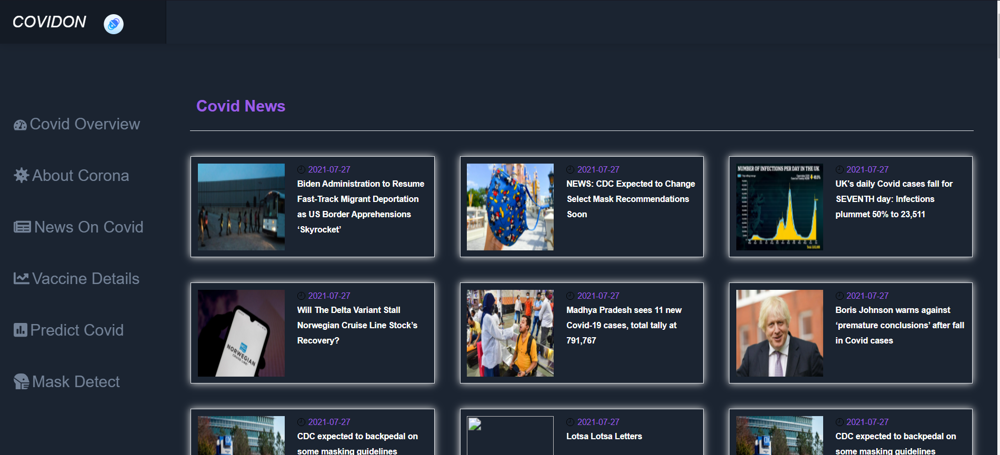 COVIDON
Covid Overview
About Corona
News On Covid
Vaccine Details
Predict Covid
Mask Detect
Covid News
2021-07-27
Biden Administration to Resume
Fast-Track Migrant Deportation
as US Border Apprehensions
‘Skyrocket’
2021-07-27
NEWS: CDC Expected to Change
Select Mask Recommendations
Soon
NUMBER OF INFECTIONS PER DAY IN THE UK
2021-07-27
UK's daily Covid cases fall for
SEVENTH day: Infections
plummet 50% to 23,511
NCL
NORWEGIAN
CRUISE LINE
2021-07-27
Will The Delta Variant Stall
Norwegian Cruise Line Stock’s
Recovery?
2021-07-27
Madhya Pradesh sees 11 new
Covid-19 cases, total tally at
791,767
2021-07-27
Boris Johnson warns against
‘premature conclusions’ after fall
in Covid cases
CDC
2021-07-27
CDC expected to backpedal on
some masking guidelines
2021-07-27
Lotsa Lotsa Letters
CDC
2021-07-27
CDC expected to backpedal on
some masking guidelines